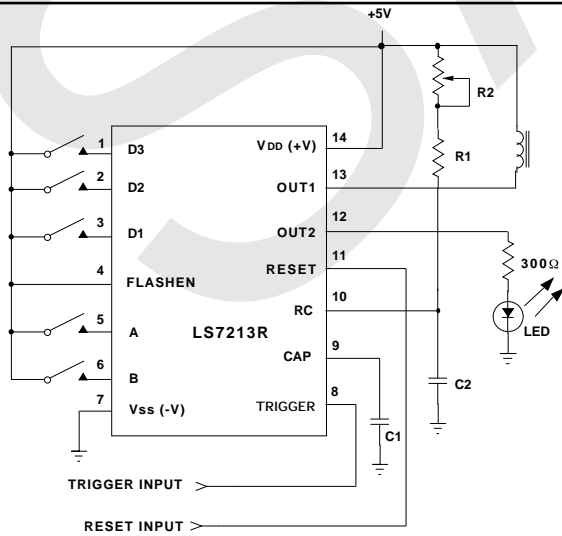 +5V
R2
R1
1
D3
VDD (+V)
14
2
D2
OUT1
13
3
D1
OUT2
12
4
FLASHEN
RESET
11
300Ω
LED
RC
10
5
A
LS7213R
CAP
9
6
B
C2
7
Vss (-V)
TRIGGER
8
C1
TRIGGER INPUT
RESET INPUT